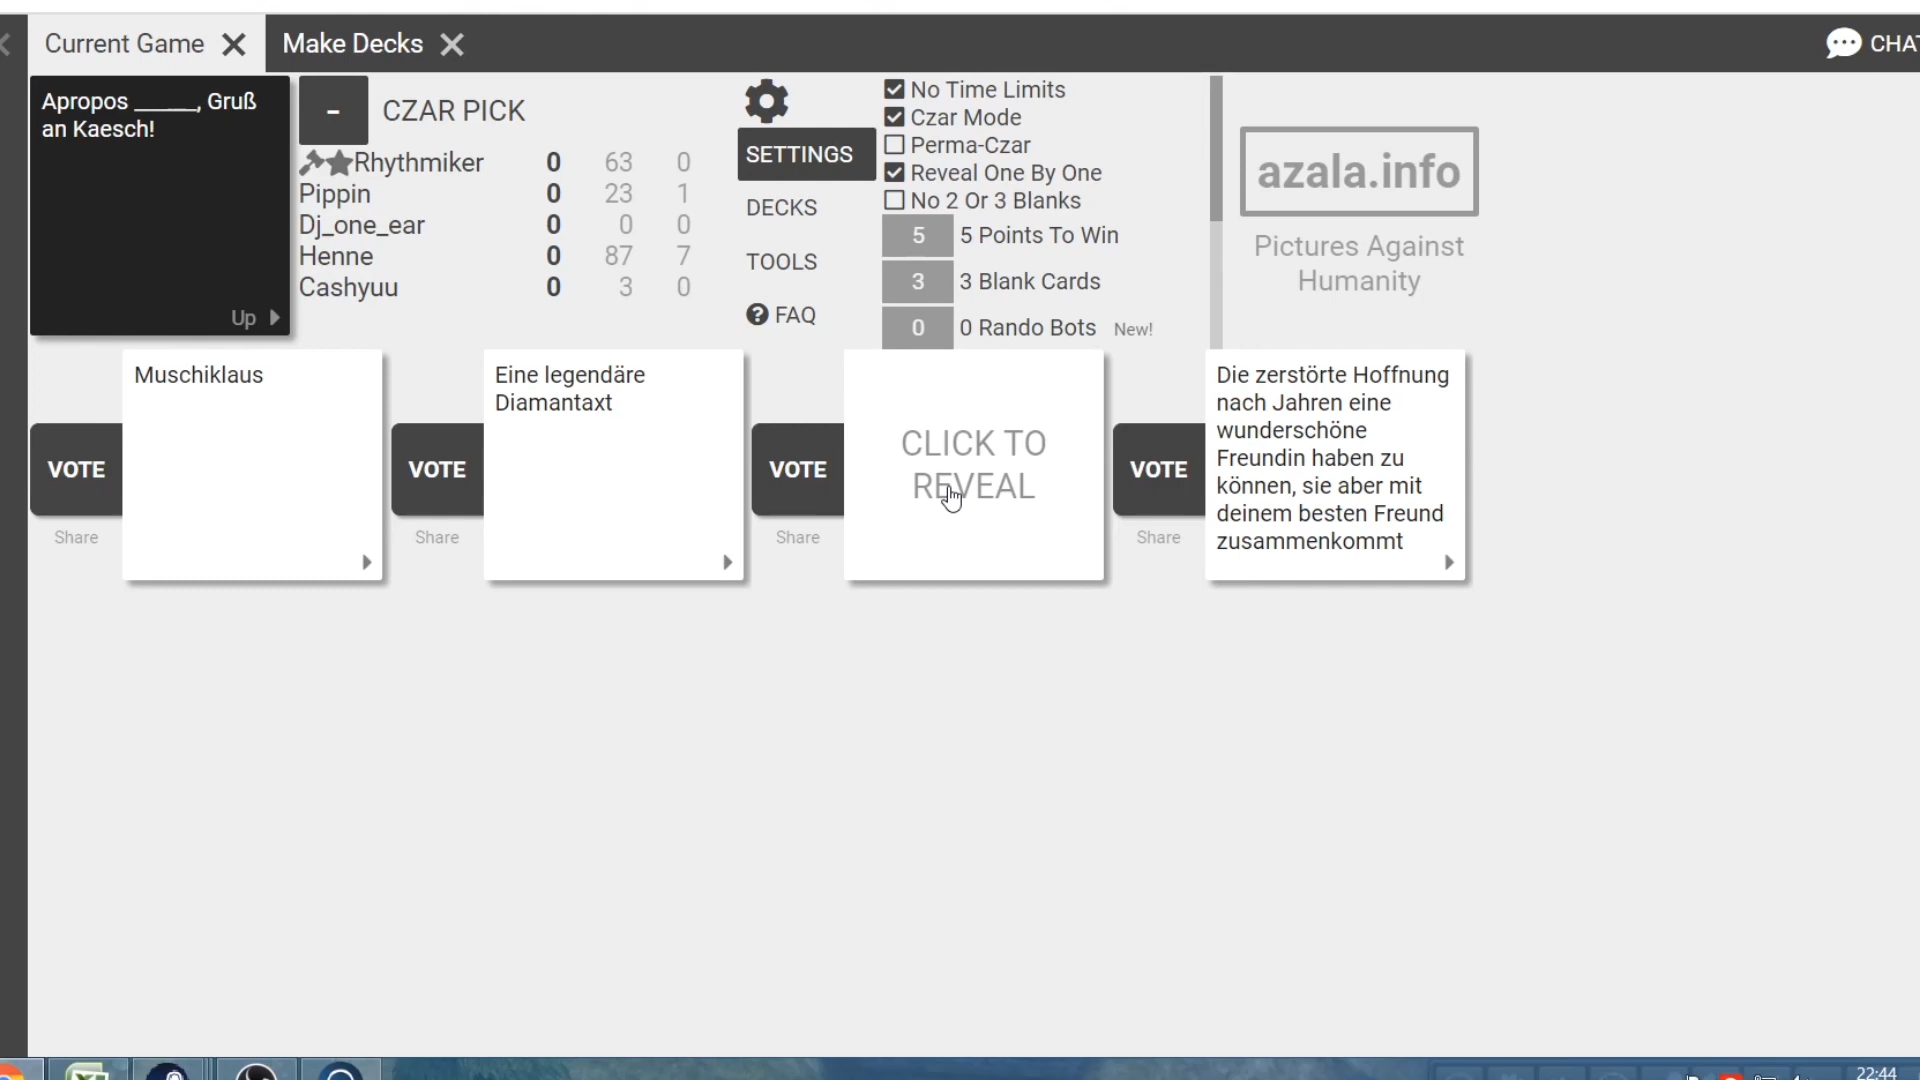 Current Game
Make Decks
CHAT
Apropos ______, Gruß
an Kaesch!
Up
-
CZAR PICK
Rhythmiker 0 63 0
Pippin 0 23 1
Dj_one_ear 0 0 0
Henne 0 87 7
Cashyuu 0 3 0
SETTINGS
DECKS
TOOLS
? FAQ
No Time Limits
Czar Mode
Perma-Czar
Reveal One By One
No 2 Or 3 Blanks
5 5 Points To Win
3 3 Blank Cards
0 0 Rando Bots New!
azala.info
Pictures Against
Humanity
VOTE
Share
Muschiklaus
VOTE
Share
Eine legendäre
Diamantaxt
VOTE
Share
CLICK TO
REVEAL
VOTE
Share
Die zerstörte Hoffnung
nach Jahren eine
wunderschöne
Freundin haben zu
können, sie aber mit
deinem besten Freund
zusammenkommt
22:44